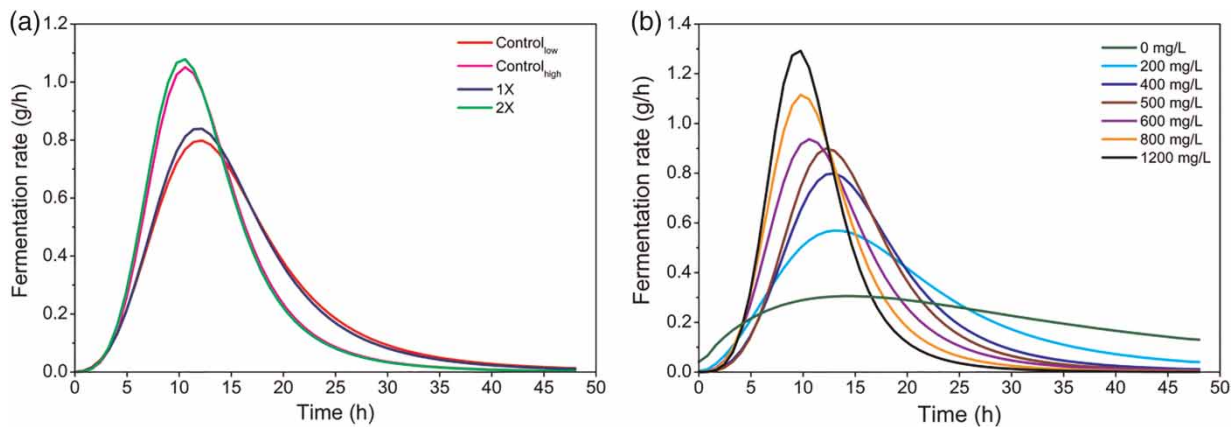 (a)
1.2
1.0
0.8
0.6
0.4
0.2
0.0
Fermentation rate (g/h)
0 5 10 15 20 25 30 35 40 45 50
Time (h)
Controllow
Controlhigh
1X
2X
(b)
1.4
1.2
1.0
0.8
0.6
0.4
0.2
0.0
Fermentation rate (g/h)
0 5 10 15 20 25 30 35 40 45 50
Time (h)
0 mg/L
200 mg/L
400 mg/L
500 mg/L
600 mg/L
800 mg/L
1200 mg/L